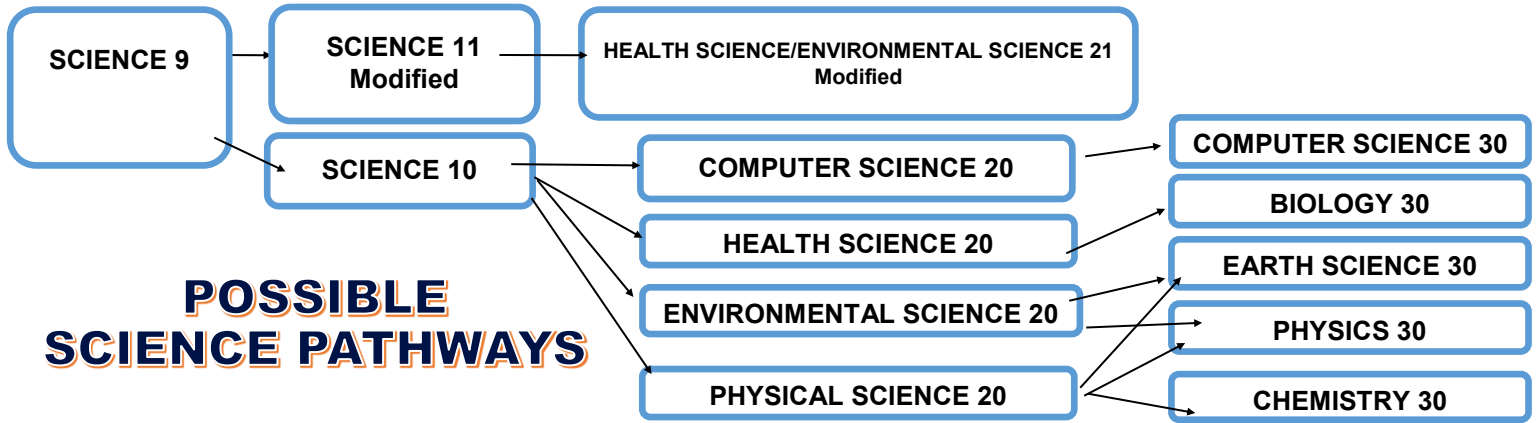 SCIENCE 9
SCIENCE 11
Modified
HEALTH SCIENCE/ENVIRONMENTAL SCIENCE 21
Modified
SCIENCE 10
COMPUTER SCIENCE 20
COMPUTER SCIENCE 30
HEALTH SCIENCE 20
BIOLOGY 30
ENVIRONMENTAL SCIENCE 20
EARTH SCIENCE 30
PHYSICS 30
PHYSICAL SCIENCE 20
CHEMISTRY 30
POSSIBLE
SCIENCE PATHWAYS